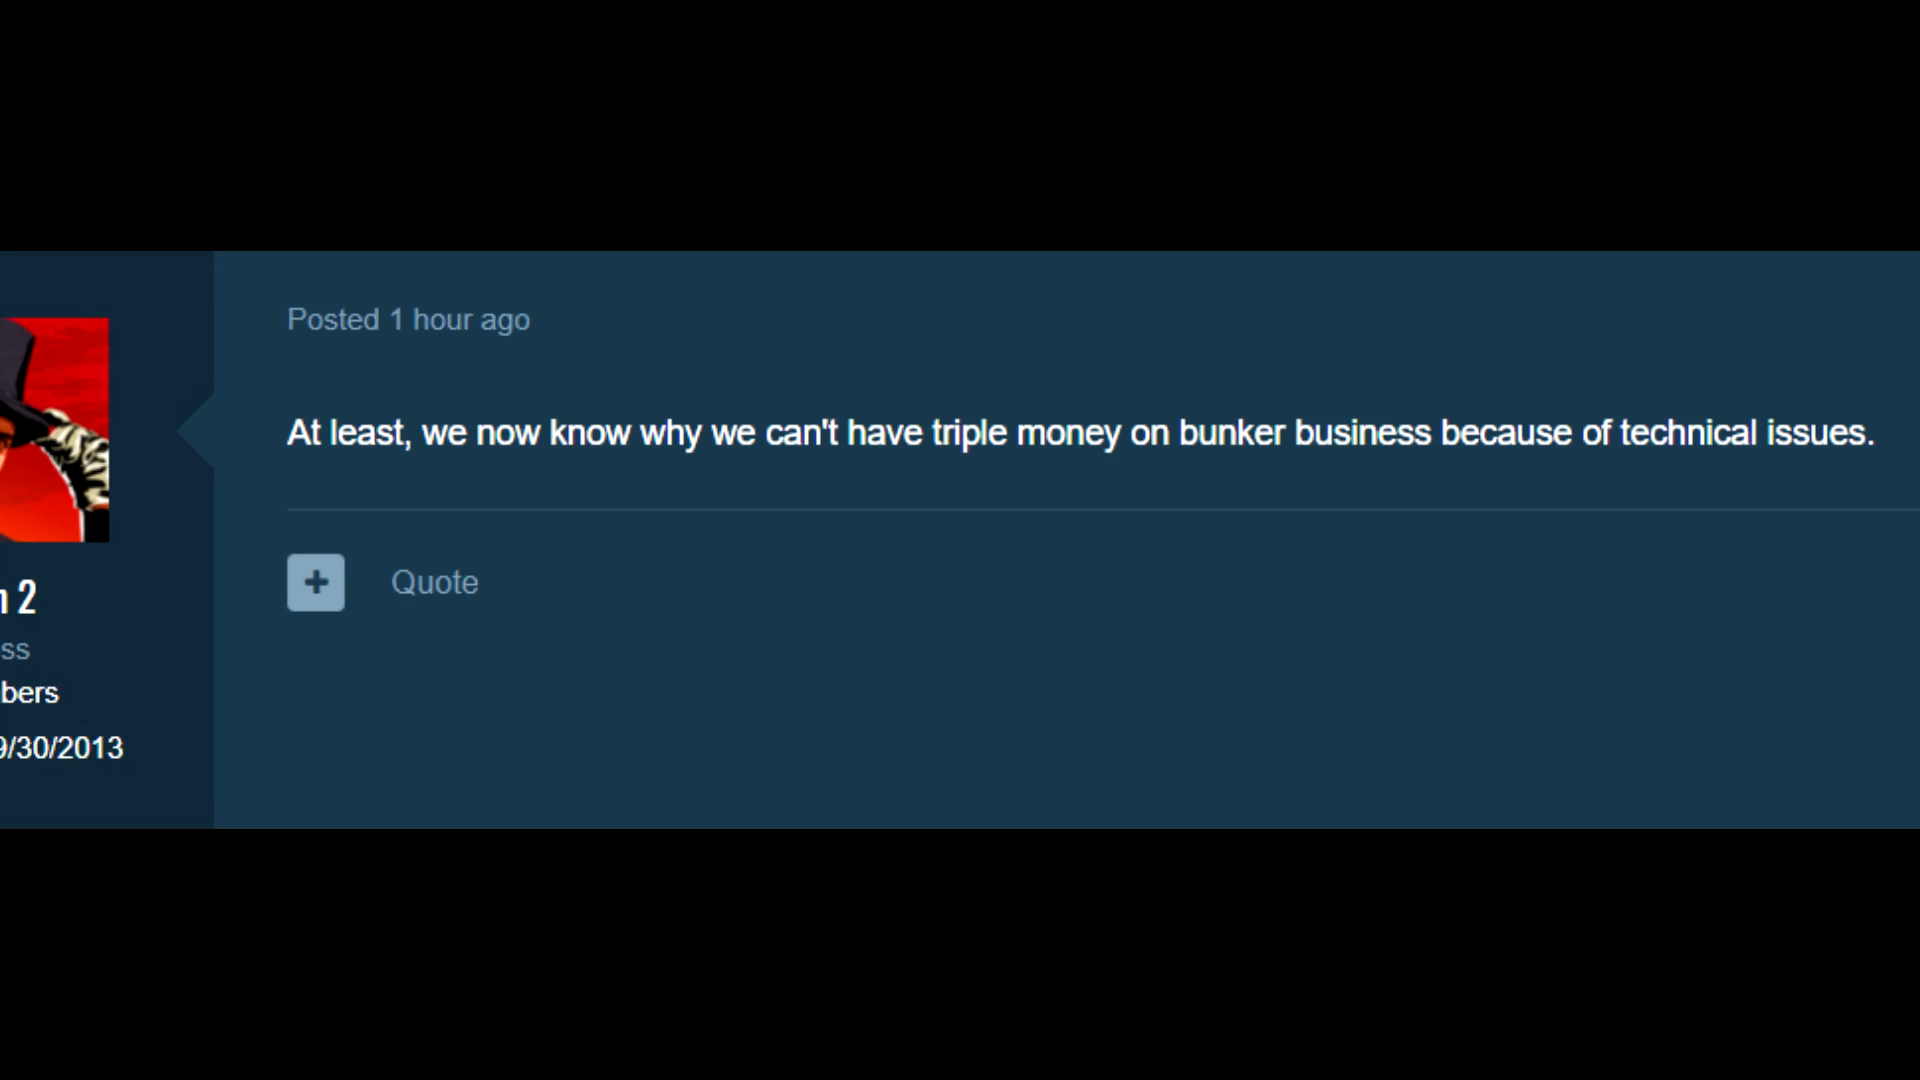 Posted 1 hour ago
At least, we now know why we can't have triple money on bunker business because of technical issues.
+ Quote
n 2
ss
bers
9/30/2013